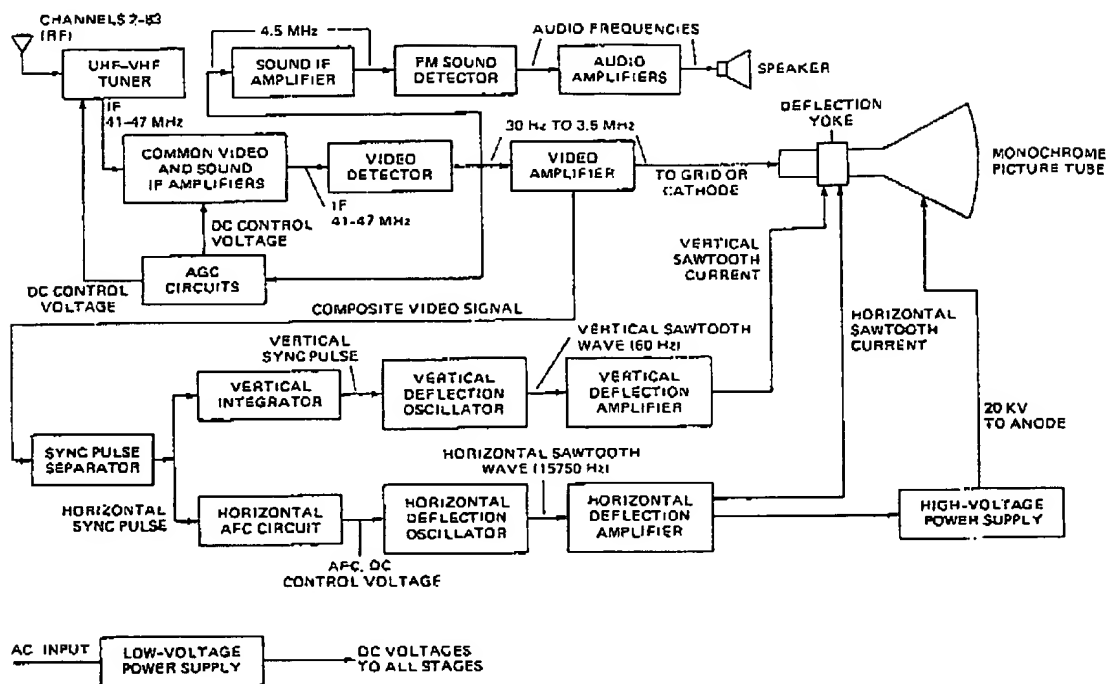 CHANNELS 2-83
(RF)
UHF-VHF
TUNER
IF
41-47 MHz
4.5 MHz
SOUND IF
AMPLIFIER
FM SOUND
DETECTOR
AUDIO FREQUENCIES
AUDIO
AMPLIFIERS
SPEAKER
COMMON VIDEO
AND SOUND
IF AMPLIFIERS
IF
41-47 MHz
VIDEO
DETECTOR
30 Hz TO 3.5 MHz
VIDEO
AMPLIFIER
TO GRID OR
CATHODE
DEFLECTION
YOKE
MONOCHROME
PICTURE TUBE
DC CONTROL
VOLTAGE
AGC
CIRCUITS
DC CONTROL
VOLTAGE
COMPOSITE VIDEO SIGNAL
VERTICAL
SAWTOOTH
CURRENT
HORIZONTAL
SAWTOOTH
CURRENT
VERTICAL
SYNC PULSE
VERTICAL SAWTOOTH
WAVE (60 Hz)
VERTICAL
INTEGRATOR
VERTICAL
DEFLECTION
OSCILLATOR
VERTICAL
DEFLECTION
AMPLIFIER
20 KV
TO ANODE
SYNC PULSE
SEPARATOR
HORIZONTAL SAWTOOTH
WAVE (15750 Hz)
HORIZONTAL
SYNC PULSE
HORIZONTAL
AFC CIRCUIT
HORIZONTAL
DEFLECTION
OSCILLATOR
HORIZONTAL
DEFLECTION
AMPLIFIER
HIGH-VOLTAGE
POWER SUPPLY
AFC, DC
CONTROL VOLTAGE
AC INPUT
LOW-VOLTAGE
POWER SUPPLY
DC VOLTAGES
TO ALL STAGES